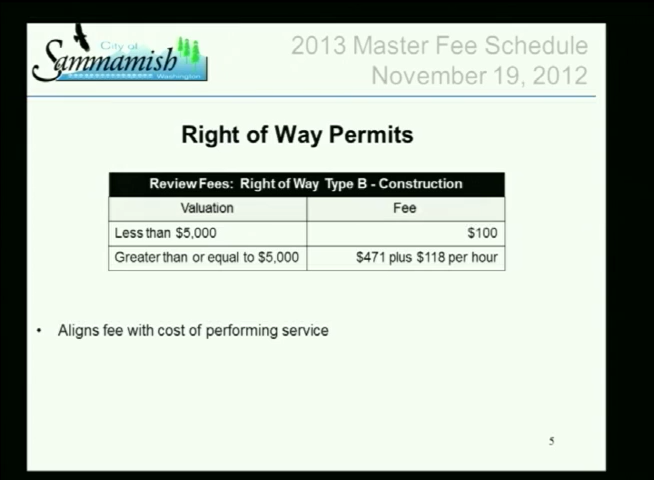 City of
Sammamish
Washington
2013 Master Fee Schedule
November 19, 2012
Right of Way Permits
Review Fees: Right of Way Type B - Construction
Valuation Fee
Less than $5,000 $100
Greater than or equal to $5,000 $471 plus $118 per hour
• Aligns fee with cost of performing service
5